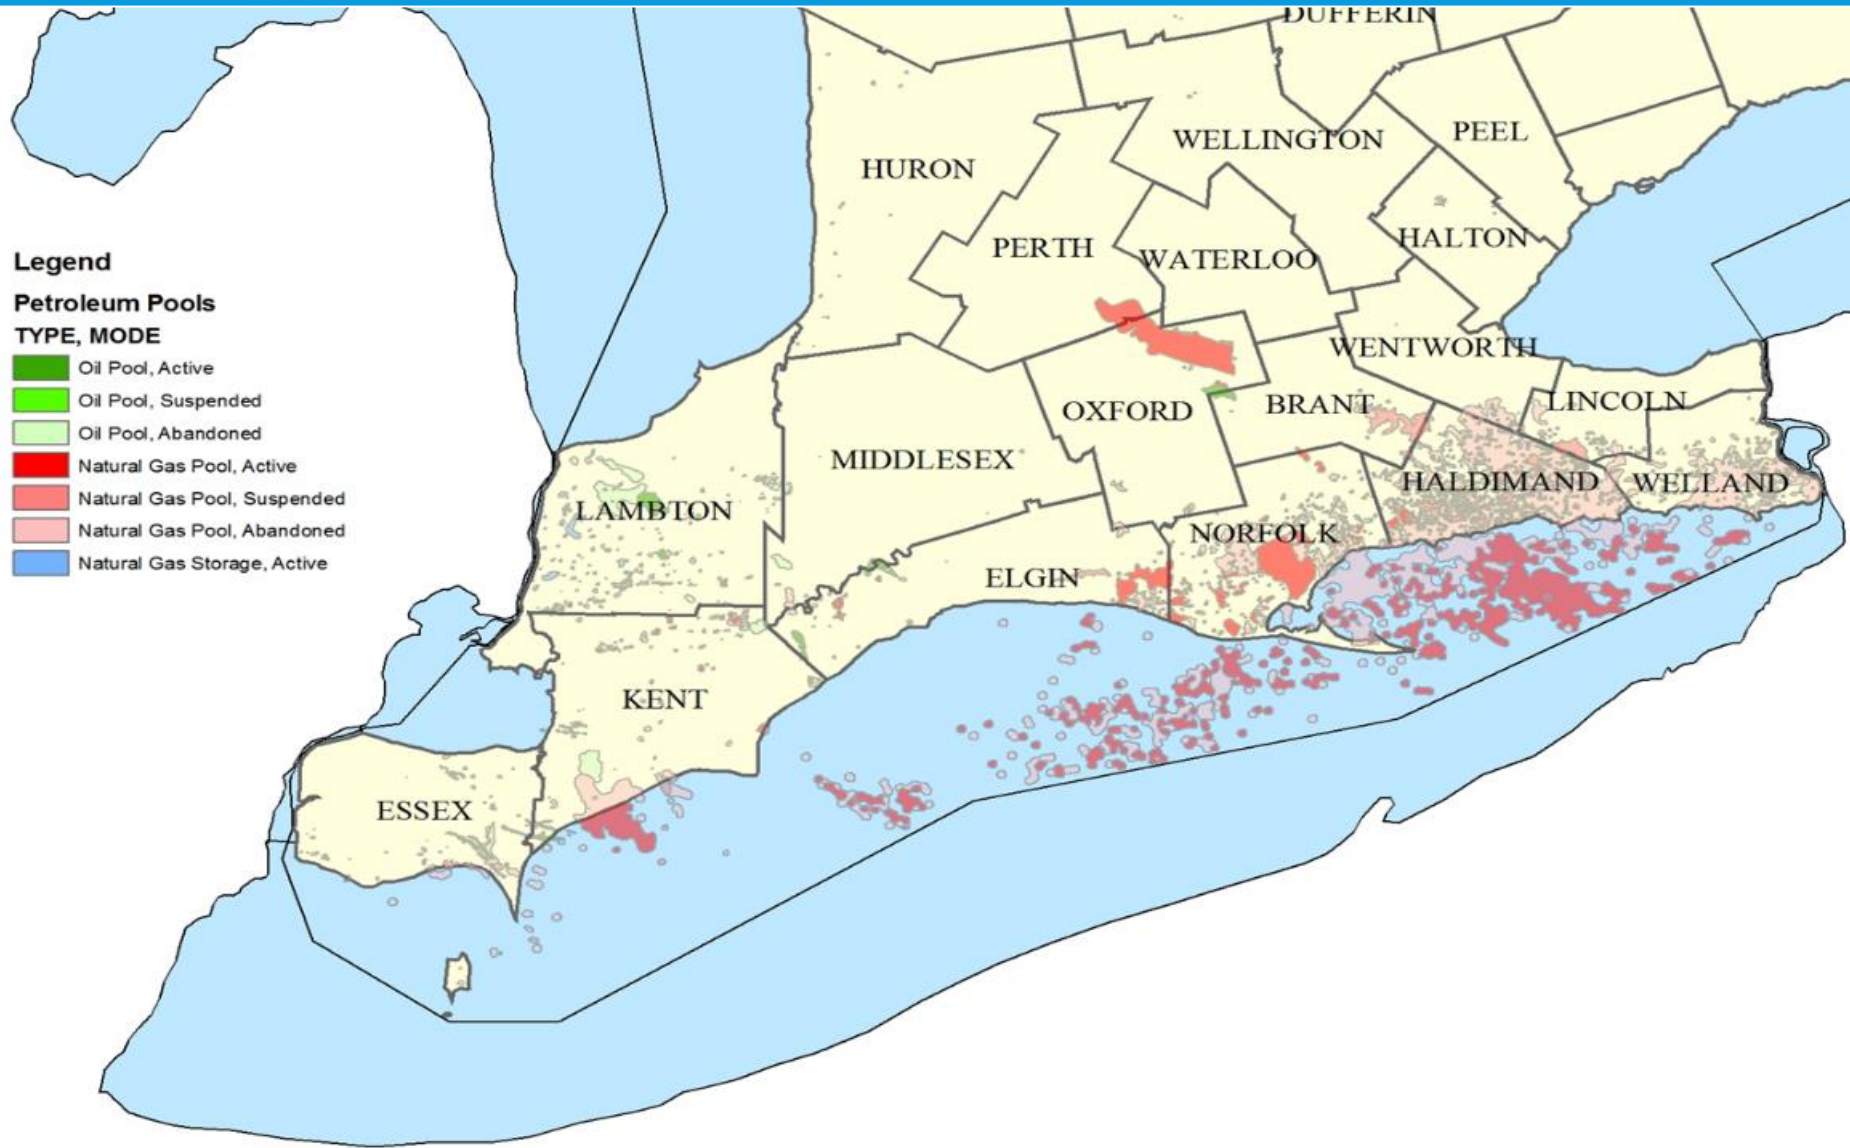 Legend
Petroleum Pools
TYPE, MODE
Oil Pool, Active
Oil Pool, Suspended
Oil Pool, Abandoned
Natural Gas Pool, Active
Natural Gas Pool, Suspended
Natural Gas Pool, Abandoned
Natural Gas Storage, Active
DUFFERIN
WELLINGTON
PEEL
HURON
PERTH
WATERLOO
HALTON
WENTWORTH
OXFORD
BRANT
LINCOLN
MIDDLESEX
HALDIMAND
WELLAND
LAMBTON
NORFOLK
ELGIN
KENT
ESSEX